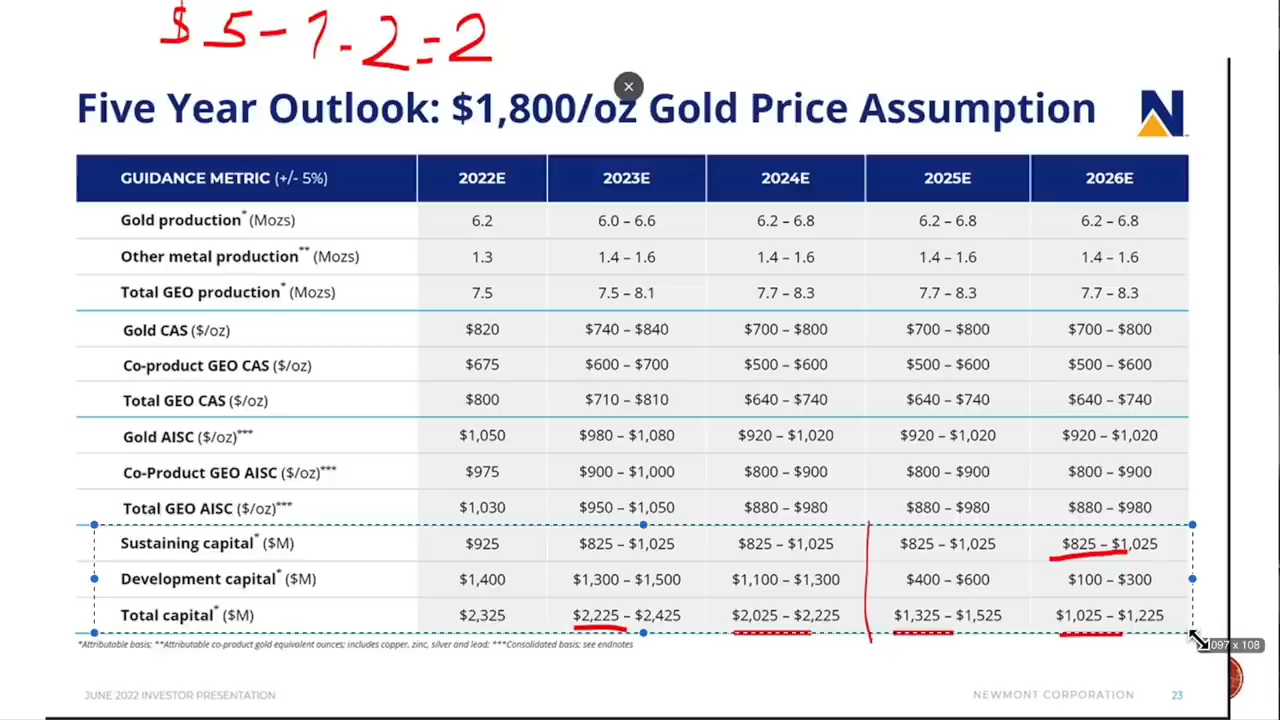 $ 5 - 1 - 2 = 2
Five Year Outlook: $1,800/oz Gold Price Assumption
GUIDANCE METRIC (+/- 5%) 2022E 2023E 2024E 2025E 2026E
Gold production* (Mozs) 6.2 6.0 – 6.6 6.2 – 6.8 6.2 – 6.8 6.2 – 6.8
Other metal production** (Mozs) 1.3 1.4 – 1.6 1.4 – 1.6 1.4 – 1.6 1.4 – 1.6
Total GEO production* (Mozs) 7.5 7.5 – 8.1 7.7 – 8.3 7.7 – 8.3 7.7 – 8.3
Gold CAS ($/oz) $820 $740 – $840 $700 – $800 $700 – $800 $700 – $800
Co-product GEO CAS ($/oz) $675 $600 – $700 $500 – $600 $500 – $600 $500 – $600
Total GEO CAS ($/oz) $800 $710 – $810 $640 – $740 $640 – $740 $640 – $740
Gold AISC ($/oz)*** $1,050 $980 – $1,080 $920 – $1,020 $920 – $1,020 $920 – $1,020
Co-Product GEO AISC ($/oz)*** $975 $900 – $1,000 $800 – $900 $800 – $900 $800 – $900
Total GEO AISC ($/oz)*** $1,030 $950 – $1,050 $880 – $980 $880 – $980 $880 – $980
Sustaining capital* ($M) $925 $825 – $1,025 $825 – $1,025 $825 – $1,025 $825 – $1,025
Development capital* ($M) $1,400 $1,300 – $1,500 $1,100 – $1,300 $400 – $600 $100 – $300
Total capital* ($M) $2,325 $2,225 – $2,425 $2,025 – $2,225 $1,325 – $1,525 $1,025 – $1,225
*Attributable basis; **Attributable co-product gold equivalent ounces; includes copper, zinc, silver and lead; ***Consolidated basis; see endnotes
097 x 108
JUNE 2022 INVESTOR PRESENTATION NEWMONT CORPORATION 23